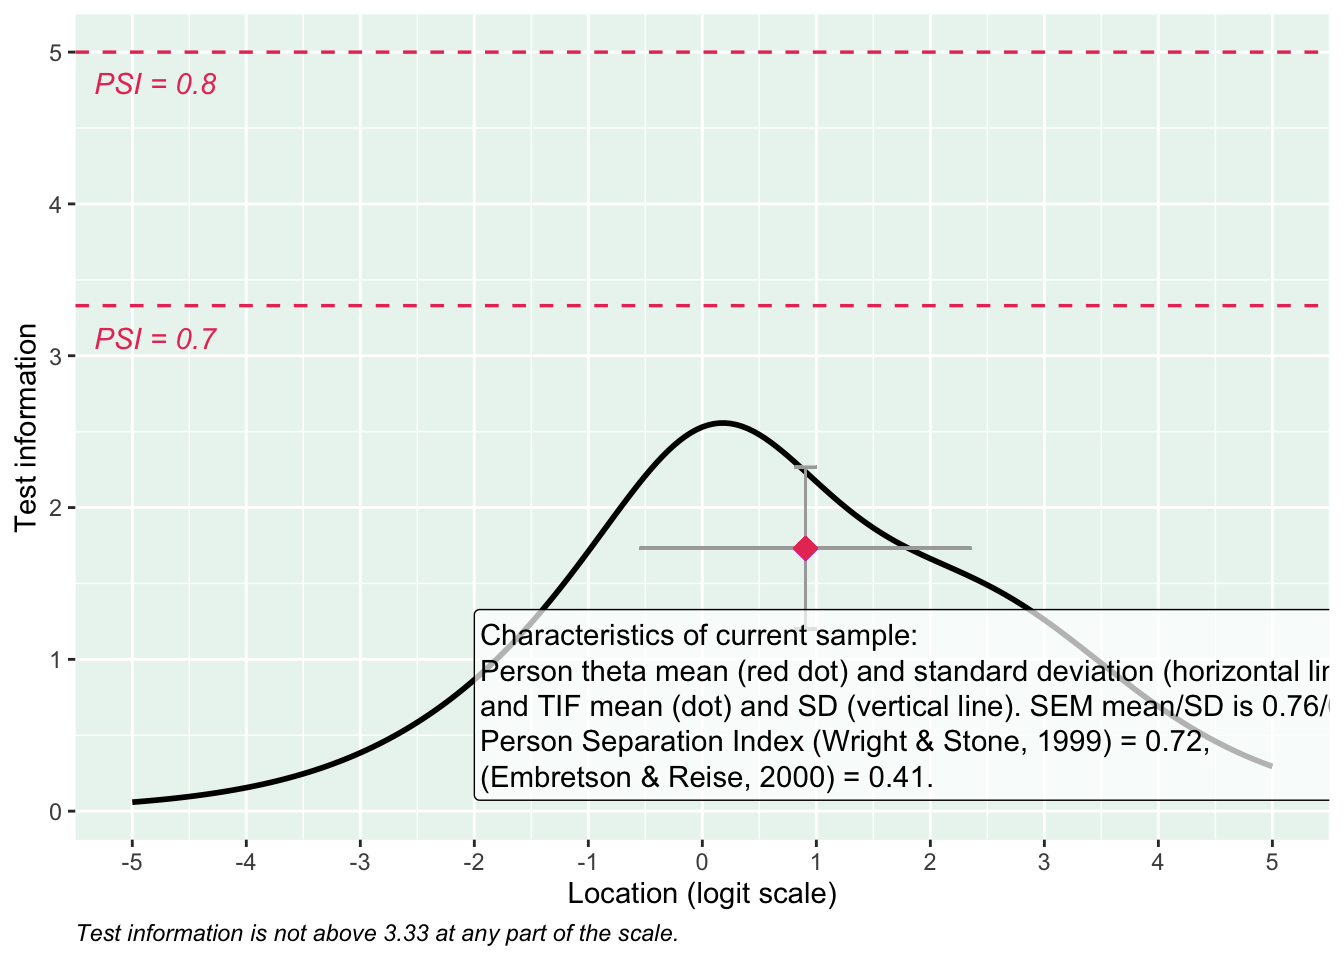 5
PSI = 0.8
4
PSI = 0.7
3
2
1
0
Test information
Characteristics of current sample:
Person theta mean (red dot) and standard deviation (horizontal
and TIF mean (dot) and SD (vertical line). SEM mean/SD is 0.76/
Person Separation Index (Wright & Stone, 1999) = 0.72,
(Embretson & Reise, 2000) = 0.41.
-5 -4 -3 -2 -1 0 1 2 3 4 5
Location (logit scale)
Test information is not above 3.33 at any part of the scale.